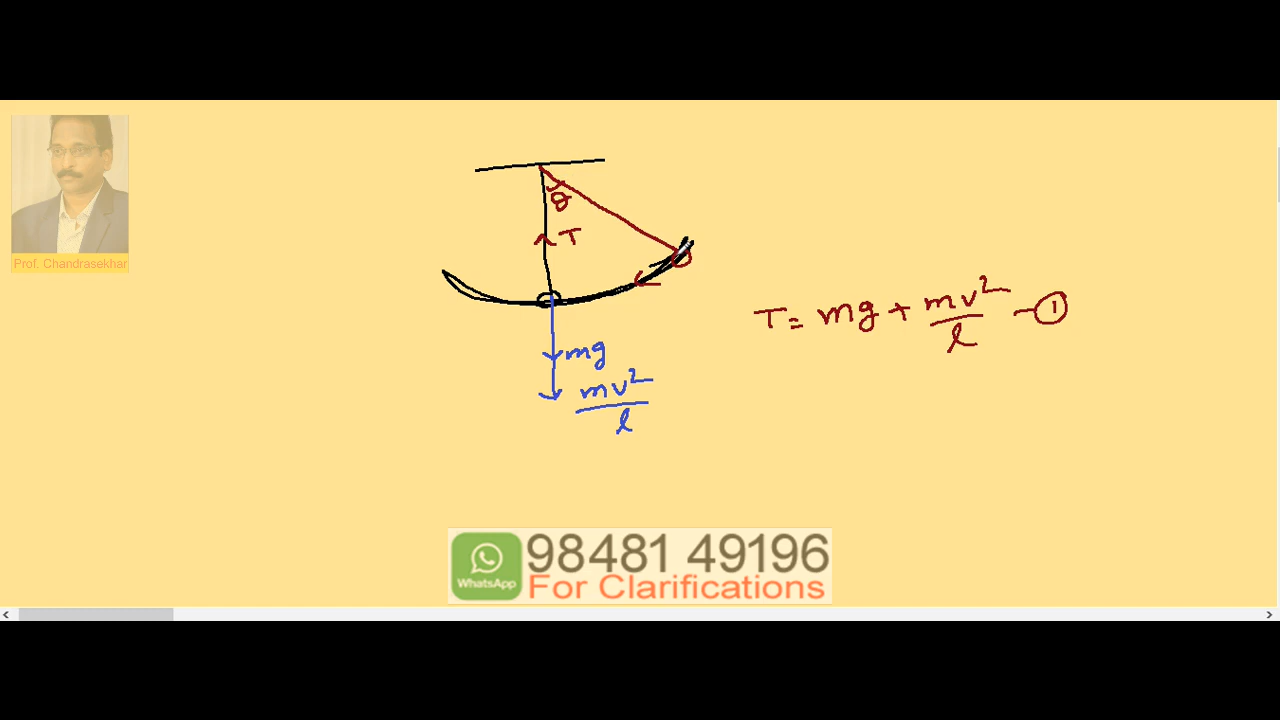 Prof. Chandrasekhar
θ
T
T = mg + mv²/l - ①
mg
mv²/l
WhatsApp
98481 49196
For Clarifications